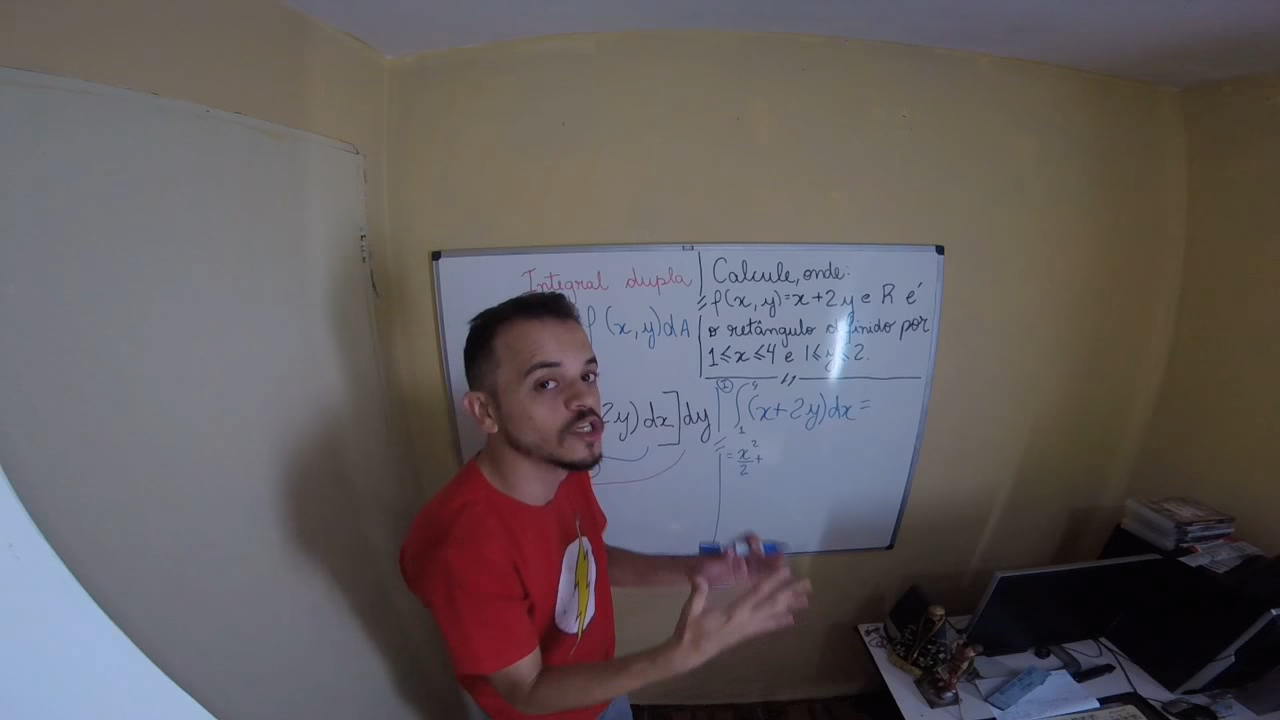 Integral dupla
f(x,y)dA
2y)dx]dy
Calcule, onde:
f(x,y)=x+2y e R é
o retângulo definido por
1≤x≤4 e 1≤y≤2.
I
∫₁⁴(x+2y)dx=
=x²/2+